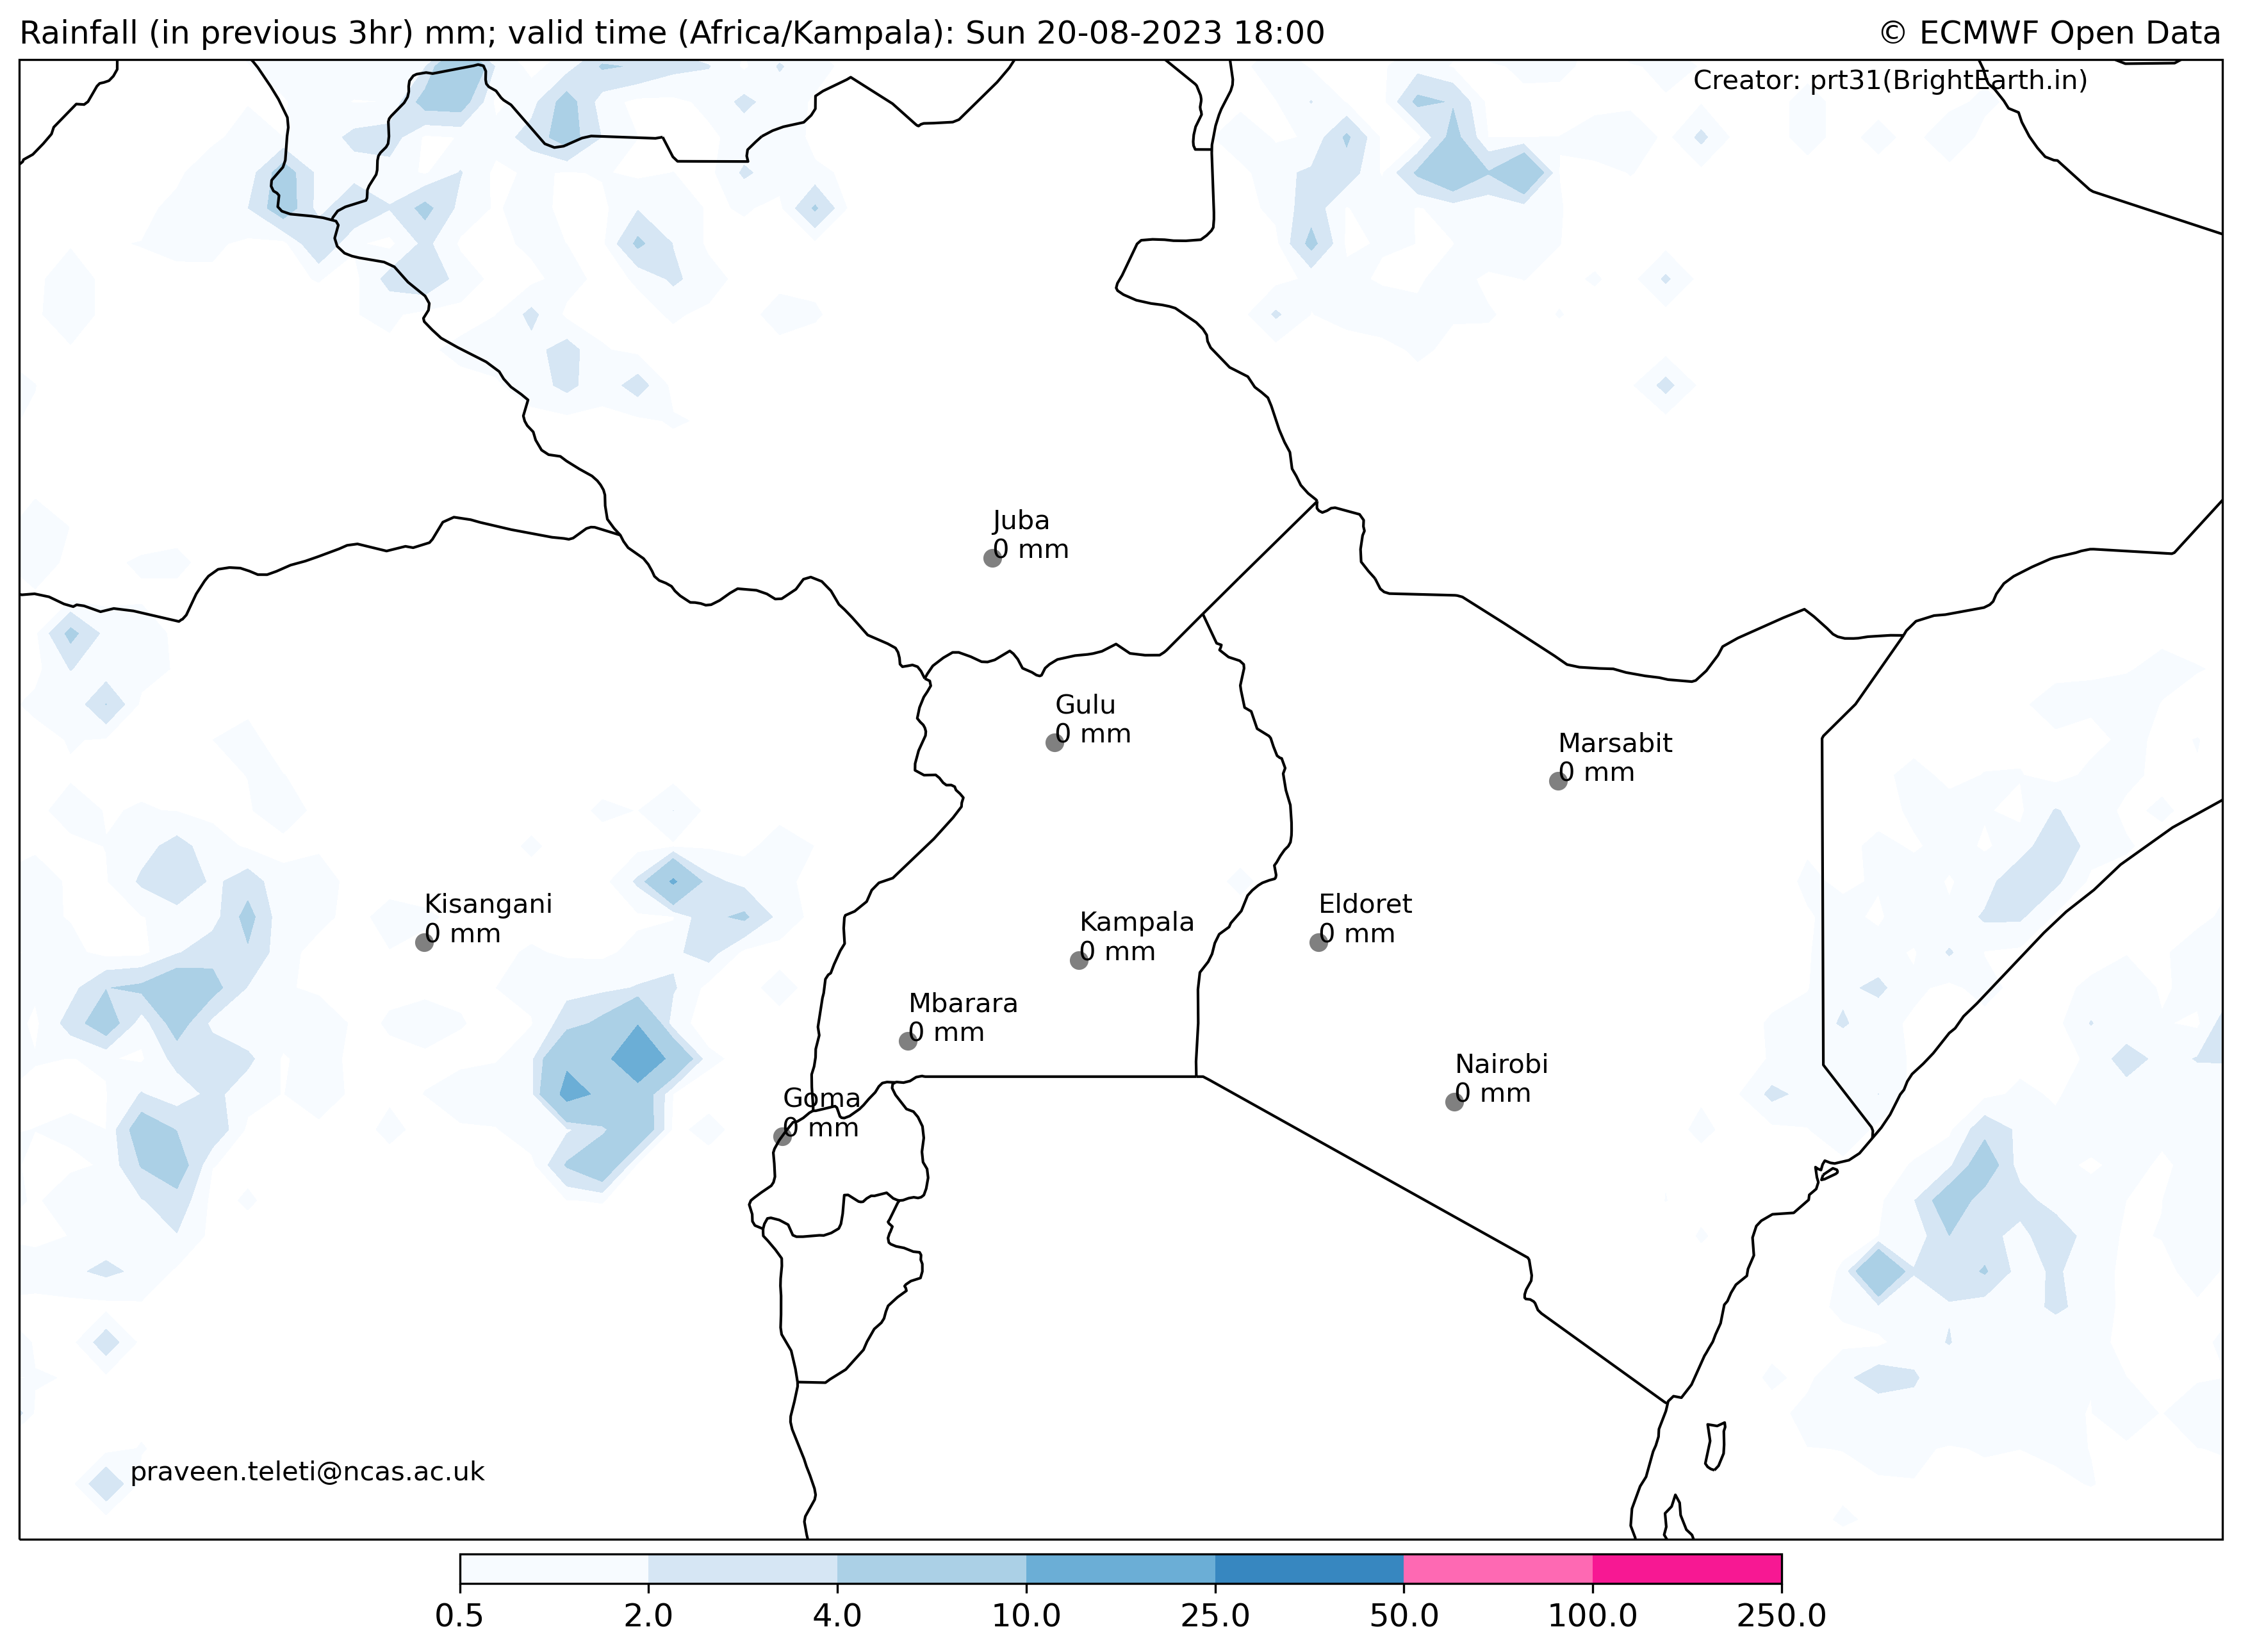 Rainfall (in previous 3hr) mm; valid time (Africa/Kampala): Sun 20-08-2023 18:00
© ECMWF Open Data
Creator: prt31(BrightEarth.in)
Juba
0 mm
Gulu
0 mm
Marsabit
0 mm
Kisangani
0 mm
Eldoret
0 mm
Kampala
0 mm
Mbarara
0 mm
Nairobi
0 mm
Goma
0 mm
praveen.teleti@ncas.ac.uk
0.5 2.0 4.0 10.0 25.0 50.0 100.0 250.0